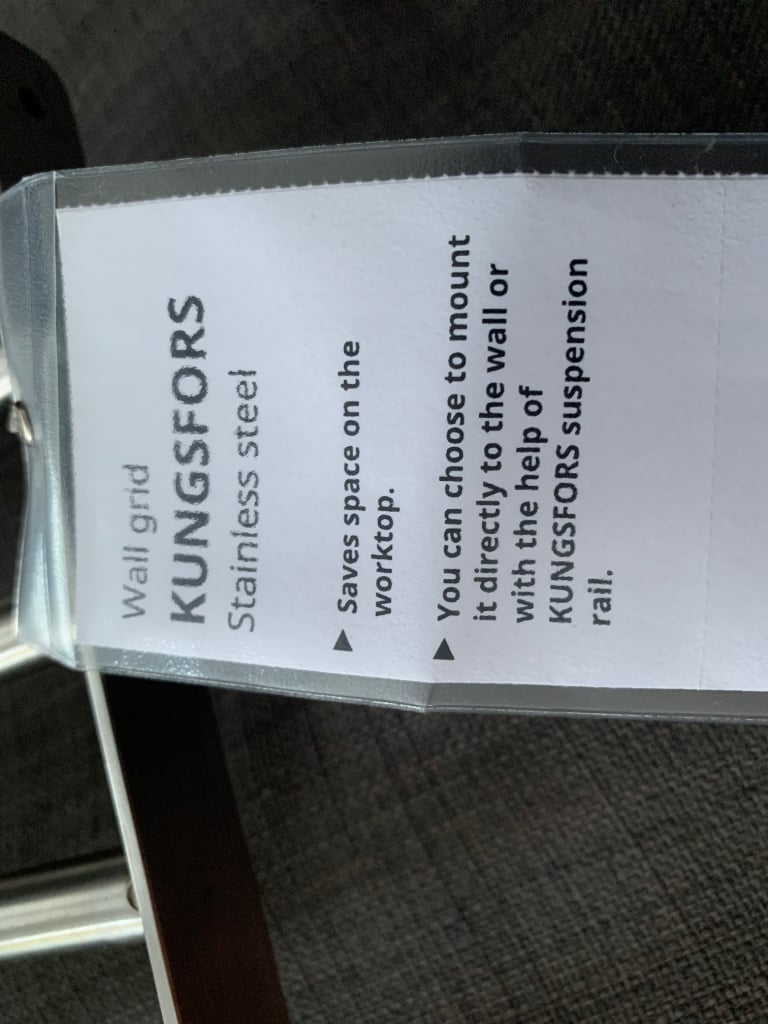 Wall grid
KUNGSFORS
Stainless steel
▶ Saves space on the
worktop.
▶ You can choose to mount
it directly to the wall or
with the help of
KUNGSFORS suspension
rail.